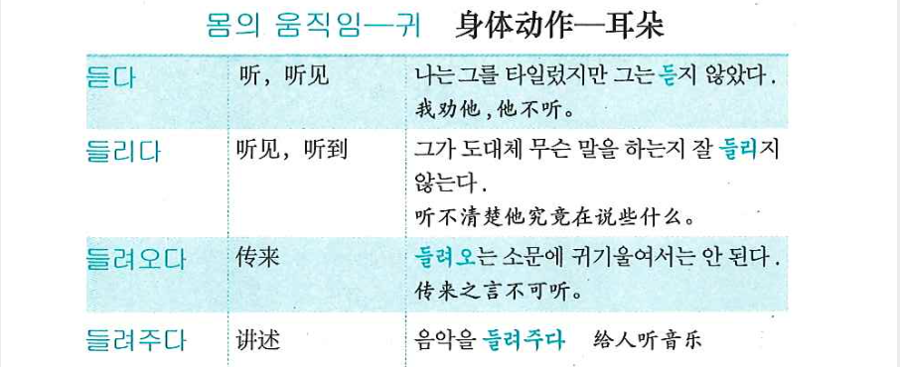 몸의 움직임—귀 身体动作—耳朵
듣다 听，听见 나는 그를 타일렀지만 그는 듣지 않았다.
我劝他,他不听。
들리다 听见，听到 그가 도대체 무슨 말을 하는지 잘 들리지
않는다.
听不清楚他究竟在说些什么。
들려오다 传来 들려오는 소문에 귀기울여서는 안 된다.
传来之言不可听。
들려주다 讲述 음악을 들려주다 给人听音乐